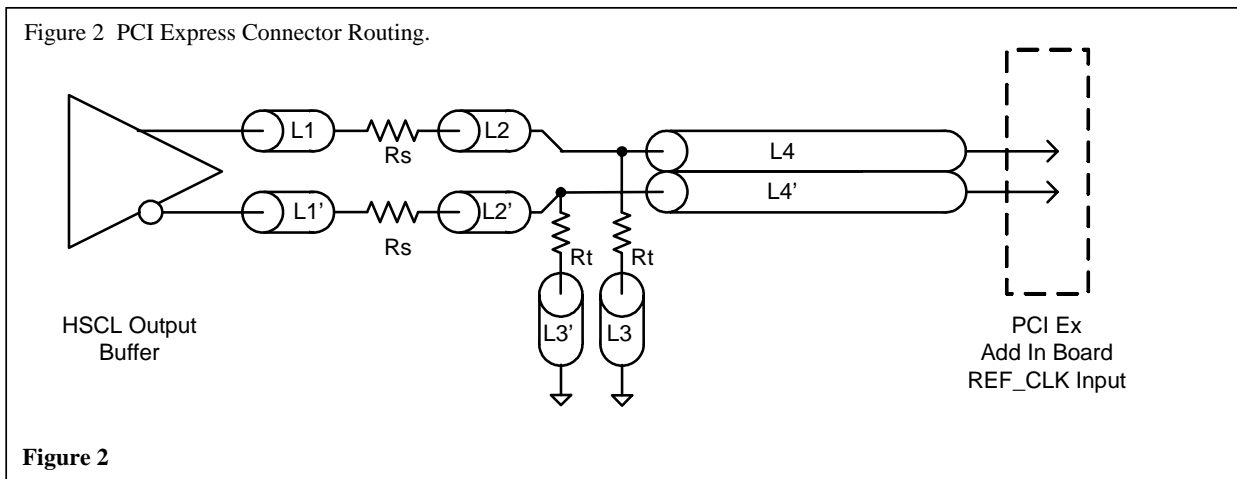 Figure 2 PCI Express Connector Routing.
L1
Rs
L2
L4
L1'
Rs
L2'
L4'
Rt
Rt
L3'
L3
HSCL Output
Buffer
PCI Ex
Add In Board
REF_CLK Input
Figure 2